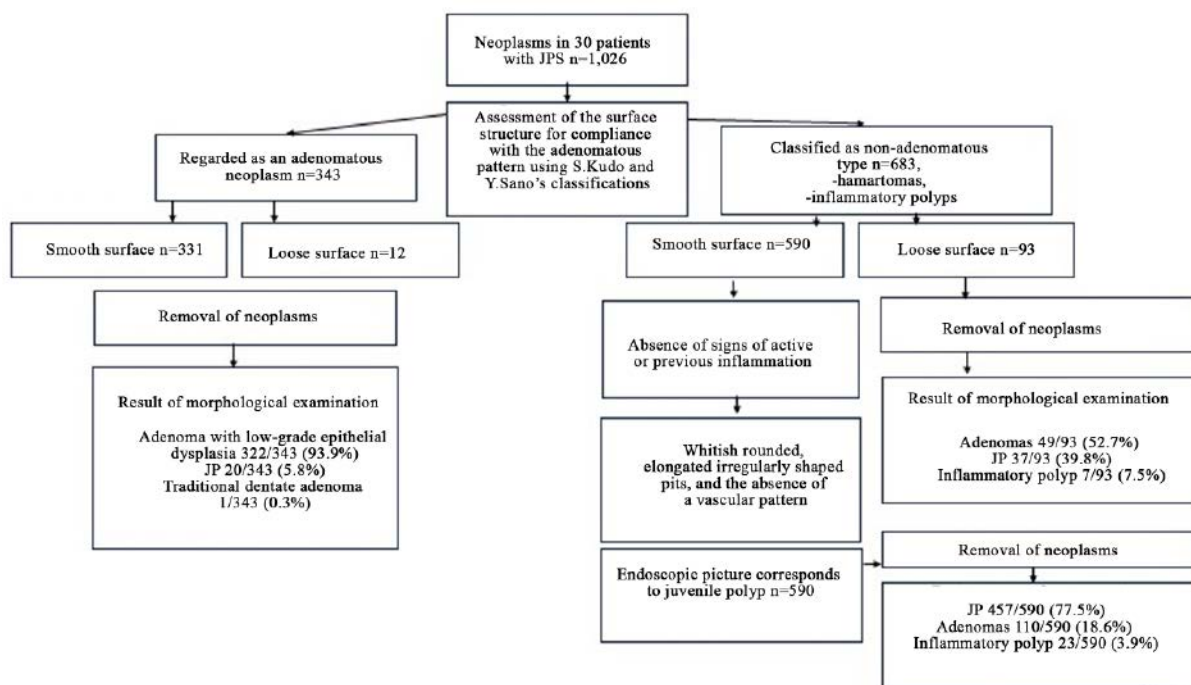 Neoplasms in 30 patients
with JPS n=1,026
Assessment of the surface
structure for compliance
with the adenomatous
pattern using S.Kudo and
Y.Sano's classifications
Regarded as an adenomatous
neoplasm n=343
Classified as non-adenomatous
type n=683,
-hamartomas,
-inflammatory polyps
Smooth surface n=331
Loose surface n=12
Smooth surface n=590
Loose surface n=93
Removal of neoplasms
Result of morphological examination
Adenoma with low-grade epithelial
dysplasia 322/343 (93.9%)
JP 20/343 (5.8%)
Traditional dentate adenoma
1/343 (0.3%)
Absence of signs of active
or previous inflammation
Whitish rounded,
elongated irregularly shaped
pits, and the absence of
a vascular pattern
Endoscopic picture corresponds
to juvenile polyp n=590
Removal of neoplasms
Result of morphological examination
Adenomas 49/93 (52.7%)
JP 37/93 (39.8%)
Inflammatory polyp 7/93 (7.5%)
Removal of neoplasms
JP 457/590 (77.5%)
Adenomas 110/590 (18.6%)
Inflammatory polyp 23/590 (3.9%)